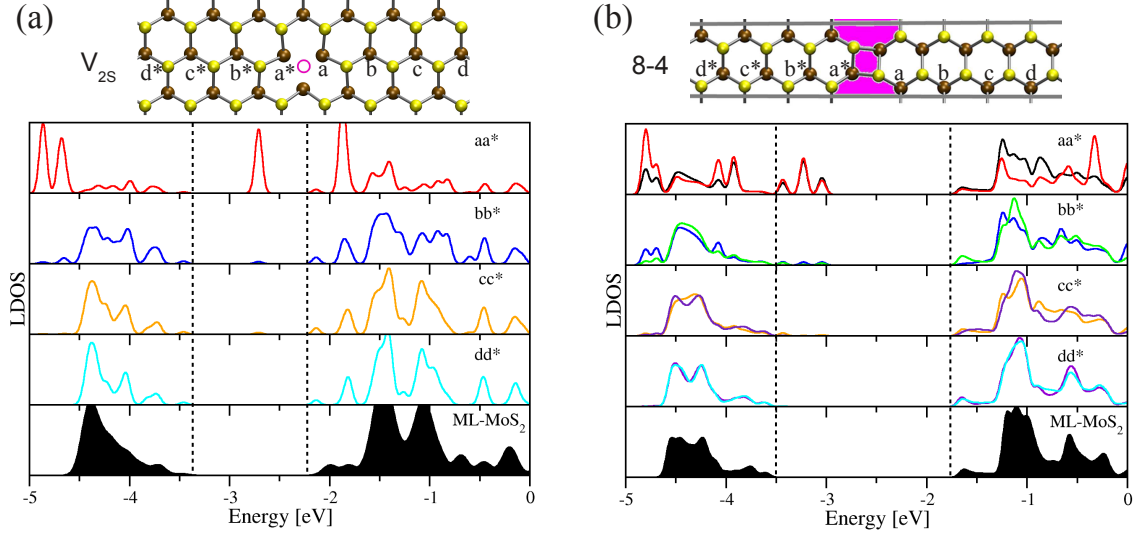 (a)
V2S
d* c* b* a* a b c d
aa*
bb*
cc*
dd*
ML-MoS2
LDOS
-5 -4 -3 -2 -1 0
Energy [eV]
(b)
8-4
d* c* b* a* a b c d
aa*
bb*
cc*
dd*
ML-MoS2
LDOS
-5 -4 -3 -2 -1 0
Energy [eV]